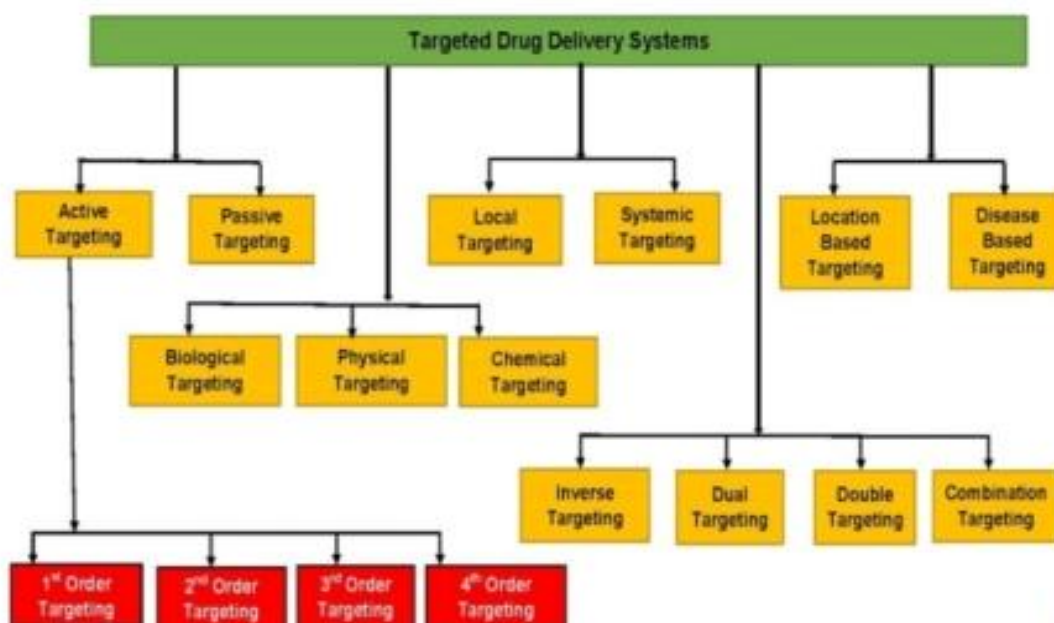 Targeted Drug Delivery Systems
Active
Targeting
Passive
Targeting
Local
Targeting
Systemic
Targeting
Location
Based
Targeting
Disease
Based
Targeting
Biological
Targeting
Physical
Targeting
Chemical
Targeting
Inverse
Targeting
Dual
Targeting
Double
Targeting
Combination
Targeting
1st Order
Targeting
2nd Order
Targeting
3rd Order
Targeting
4th Order
Targeting